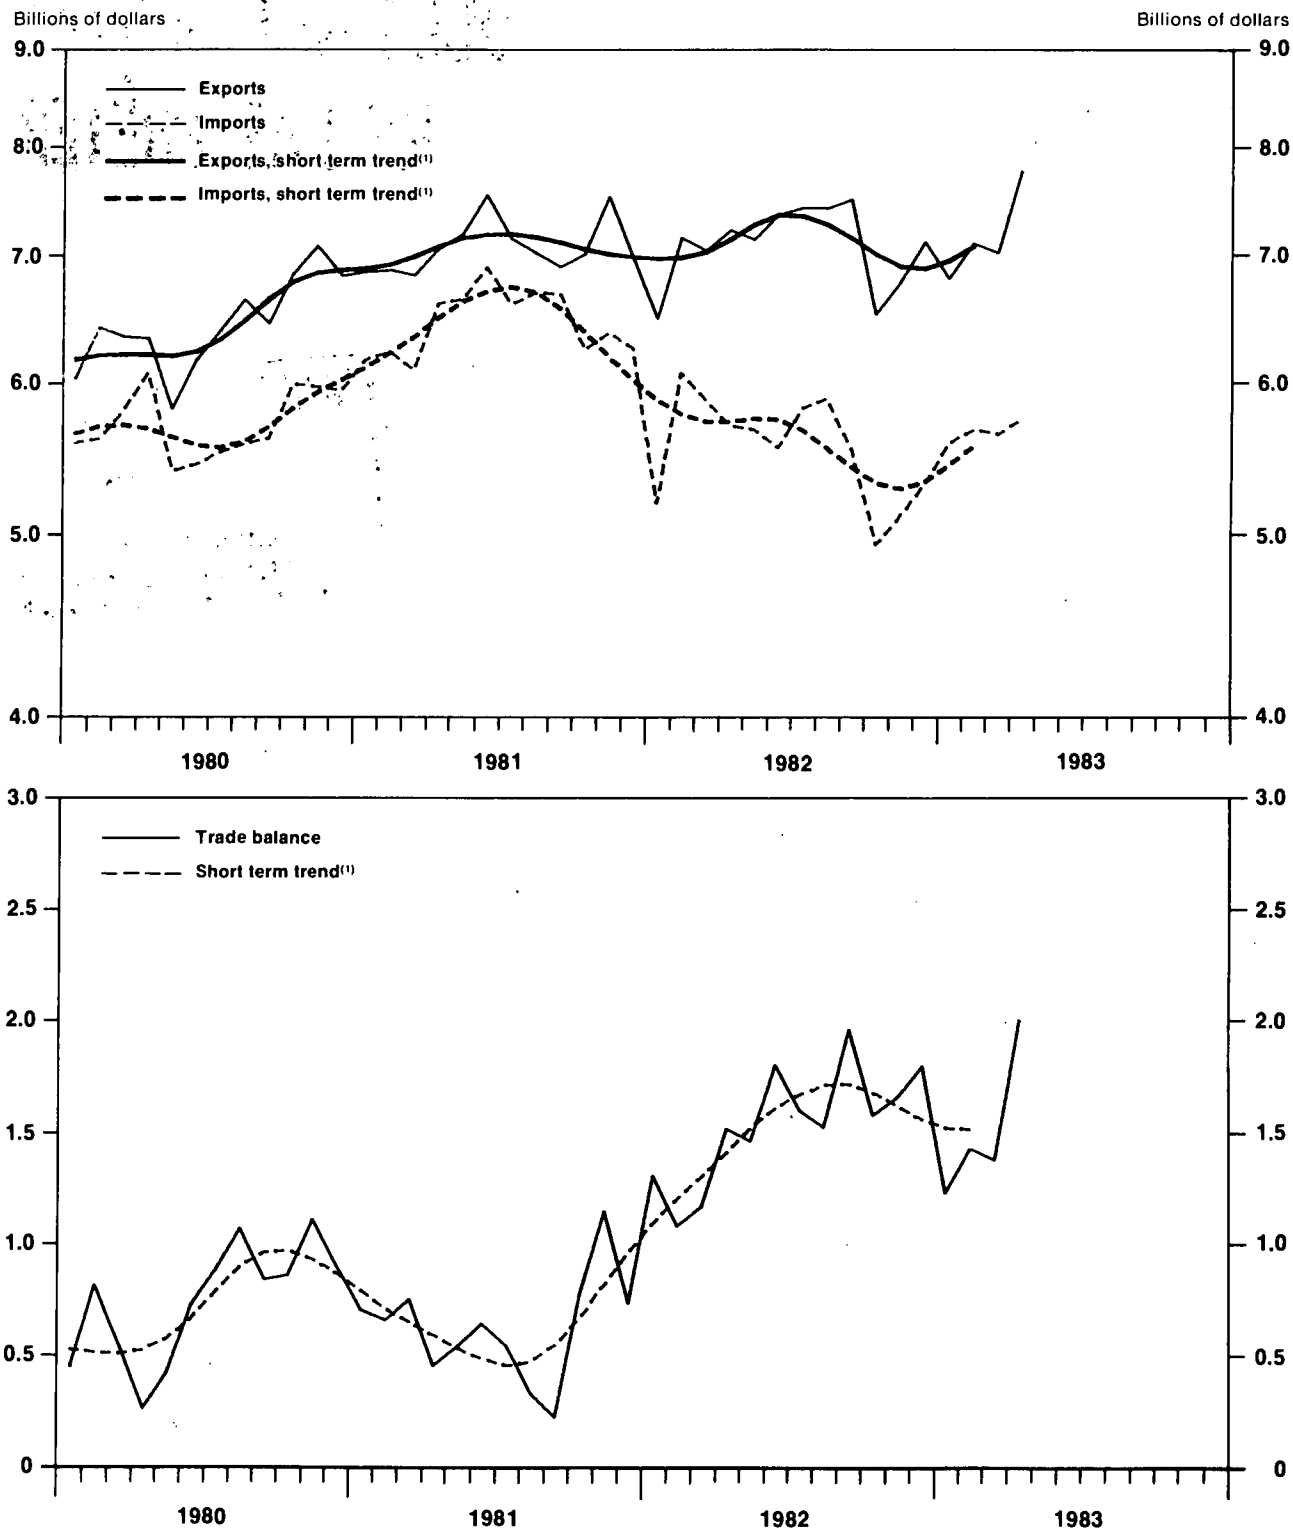 Billions of dollars Billions of dollars
9.0 9.0
Exports
Imports
8.0 8.0
Exports, short term trend(1)
Imports, short term trend(1)
7.0 7.0
6.0 6.0
5.0 5.0
4.0 4.0
1980 1981 1982 1983
3.0 3.0
Trade balance
Short term trend(1)
2.5 2.5
2.0 2.0
1.5 1.5
1.0 1.0
0.5 0.5
0 0
1980 1981 1982 1983